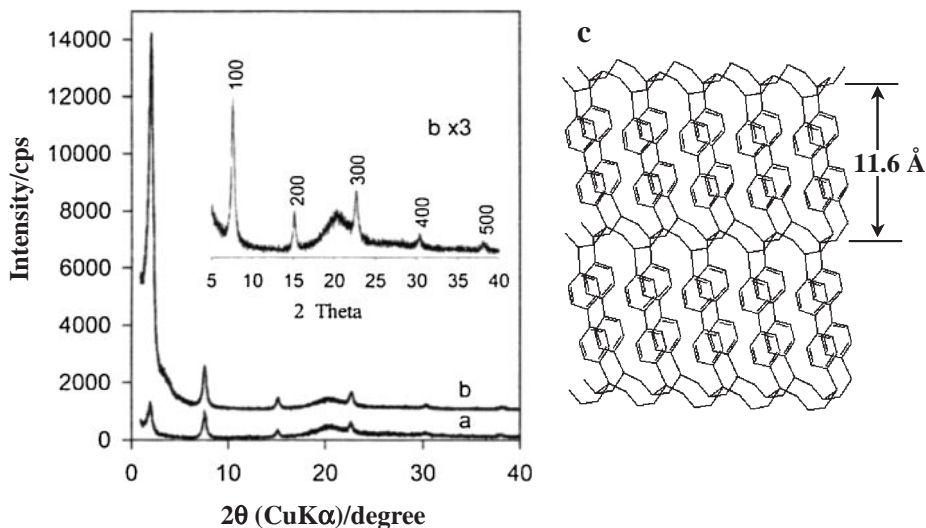 14000
12000
10000
8000
6000
4000
2000
0
Intensity/cps
0 10 20 30 40
2θ (CuKα)/degree
b
a
100
200
300
400
500
b x3
5 10 15 20 25 30 35 40
2 Theta
c
11.6 Å